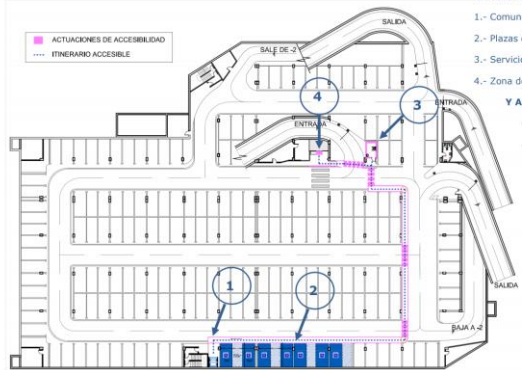 ACTUACIONES DE ACCESIBILIDAD
ITINERARIO ACCESIBLE
SALIDA
SALE DE -2
1.- Comun
2.- Plazas
3.- Servicio
4.- Zona d
Y A
4
3
ENTRADA
ENTRADA
SALIDA
1
2
BAJA A -2